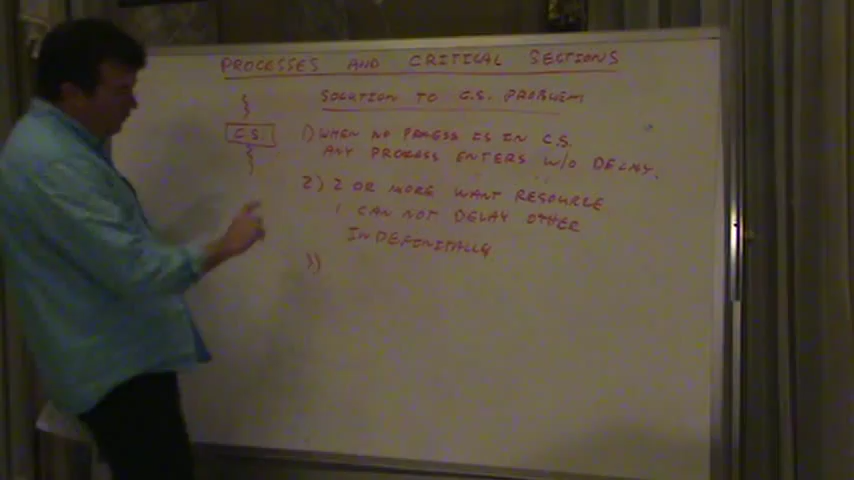 PROCESSES AND CRITICAL SECTIONS
SOLUTION TO C.S. PROBLEM
C.S.
1) WHEN NO PROCESS IS IN C.S.
ANY PROCESS ENTERS W/O DELAY.
2) 2 OR MORE WANT RESOURCE
1 CAN NOT DELAY OTHER
INDEFINITALLY
3)